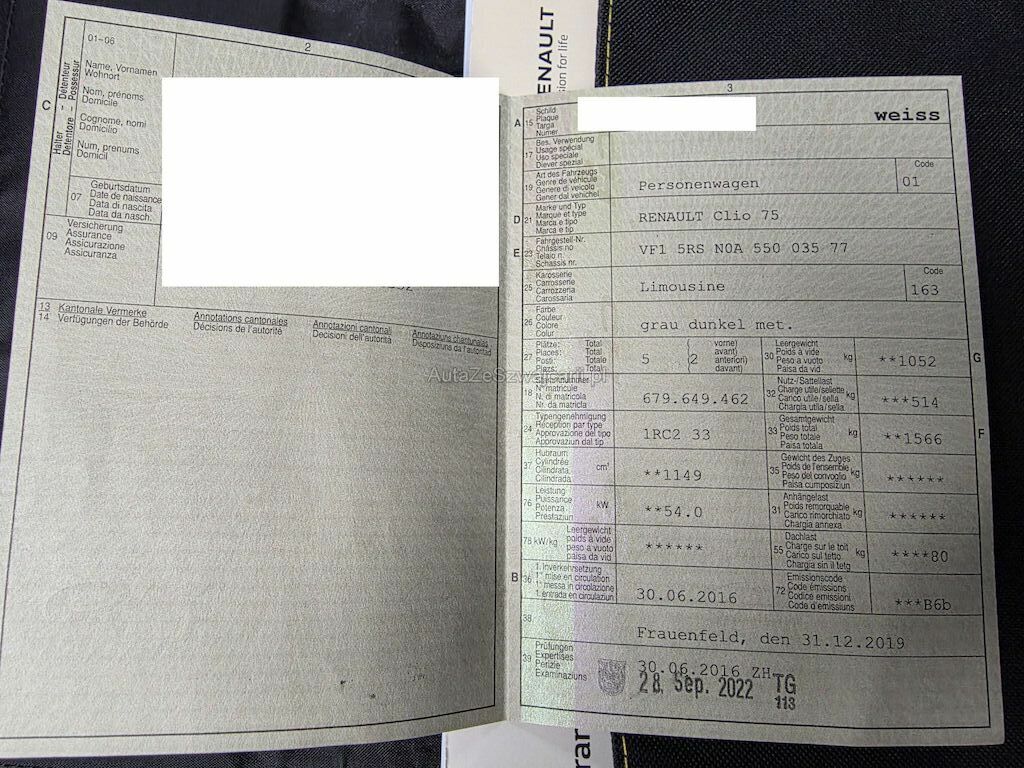 RENAULT
sion for life
2
01-06
Détenteur
Possessur
C
Halter
Detentore
Name, Vornamen
Wohnort
Nom, prénoms
Domicile
Cognome, nomi
Domicilio
Num, prenums
Domicil
07
Geburtsdatum
Date de naissance
Data di nascita
Data da nasch.
09
Versicherung
Assurance
Assicurazione
Assicuranza
13 Kantonale Vermerke Annotations cantonales Annotazioni cantonali Annotaziuns chantunalas
14 Verfügungen der Behörde Décisions de l'autorité Decisioni dell'autorità Disposiziuns da l'autoritad
3
A 15 Schild
Plaque
Targa
Numer
weiss
17 Bes. Verwendung
Usage spécial
Uso speciale
Diever spezial
19 Art des Fahrzeugs
Genre de véhicule
Genere di veicolo
Gener dal vehichel
Personenwagen
Code
01
D 21 Marke und Typ
Marque et type
Marca e tipo
Marca e tip
RENAULT Clio 75
E 23 Fahrgestell-Nr.
Châssis no
Telaio n.
Schassis nr.
VF1 5RS N0A 550 035 77
25 Karosserie
Carrosserie
Carrozzeria
Carossaria
Limousine
Code
163
26 Farbe
Couleur
Colore
Colur
grau dunkel met.
27 Plätze: Total
Places: Total
Posti: Totale
Plazs: Total
5 (2 vorne)
avant)
anteriori)
davant)
30 Leergewicht
Poids à vide
Peso a vuoto
Paisa da vid
kg
**1052
G
AutaZeSzwajcarii.pl
18 Stammnummer
N° matricule
N. di matricola
Nr. da matricla
679.649.462
32 Nutz-/Sattellast
Charge utile/sellette
Carico utile/sella
Chargia utila/sella
kg
***514
24 Typengenehmigung
Réception par type
Approvazione del tipo
Approvaziun dal tip
1RC2 33
33 Gesamtgewicht
Poids total
Peso totale
Paisa totala
kg
**1566
F
37 Hubraum
Cylindrée
Cilindrata
Cilindrada
cm³
**1149
35 Gewicht des Zuges
Poids de l'ensemble
Peso del convoglio
Paisa cumposiziun
kg
******
76 Leistung
Puissance
Potenza
Prestaziun
kW
**54.0
31 Anhängelast
Poids remorquable
Carico rimorchiato
Chargia annexa
kg
******
78 kW/kg Leergewicht
poids à vide
peso a vuoto
paisa da vid
******
55 Dachlast
Charge sur le toit
Carico sul tetto
Chargia sin il tetg
kg
****80
B 36 1. Inverkehrsetzung
1re mise en circulation
1a messa in circolazione
1. entrada en circulaziun
30.06.2016
72 Emissionscode
Code émissions
Codice emissioni
Code d'emissiuns
***B6b
38
Frauenfeld, den 31.12.2019
39 Prüfungen
Expertises
Perizie
Examinaziuns
30.06.2016 ZH
28. Sep. 2022 TG
113